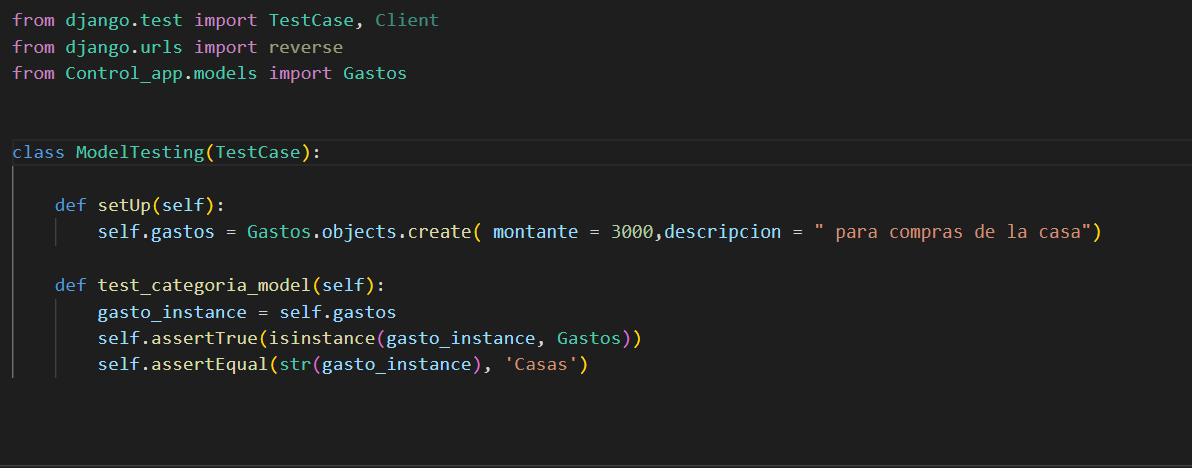 from django.test import TestCase, Client
from django.urls import reverse
from Control_app.models import Gastos
class ModelTesting(TestCase):
def setUp(self):
self.gastos = Gastos.objects.create( montante = 3000,descripcion = " para compras de la casa")
def test_categoria_model(self):
gasto_instance = self.gastos
self.assertTrue(isinstance(gasto_instance, Gastos))
self.assertEqual(str(gasto_instance), 'Casas')